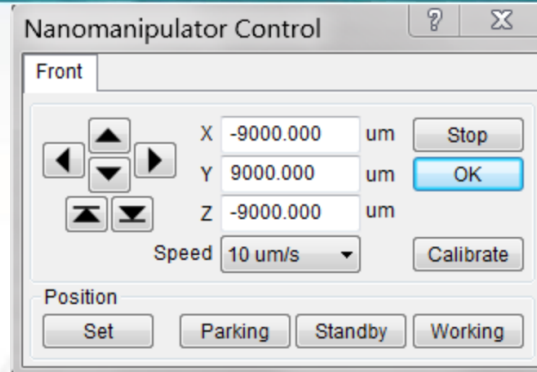 Nanomanipulator Control
Front
X -9000.000 um Stop
Y 9000.000 um OK
Z -9000.000 um
Speed 10 um/s Calibrate
Position
Set Parking Standby Working